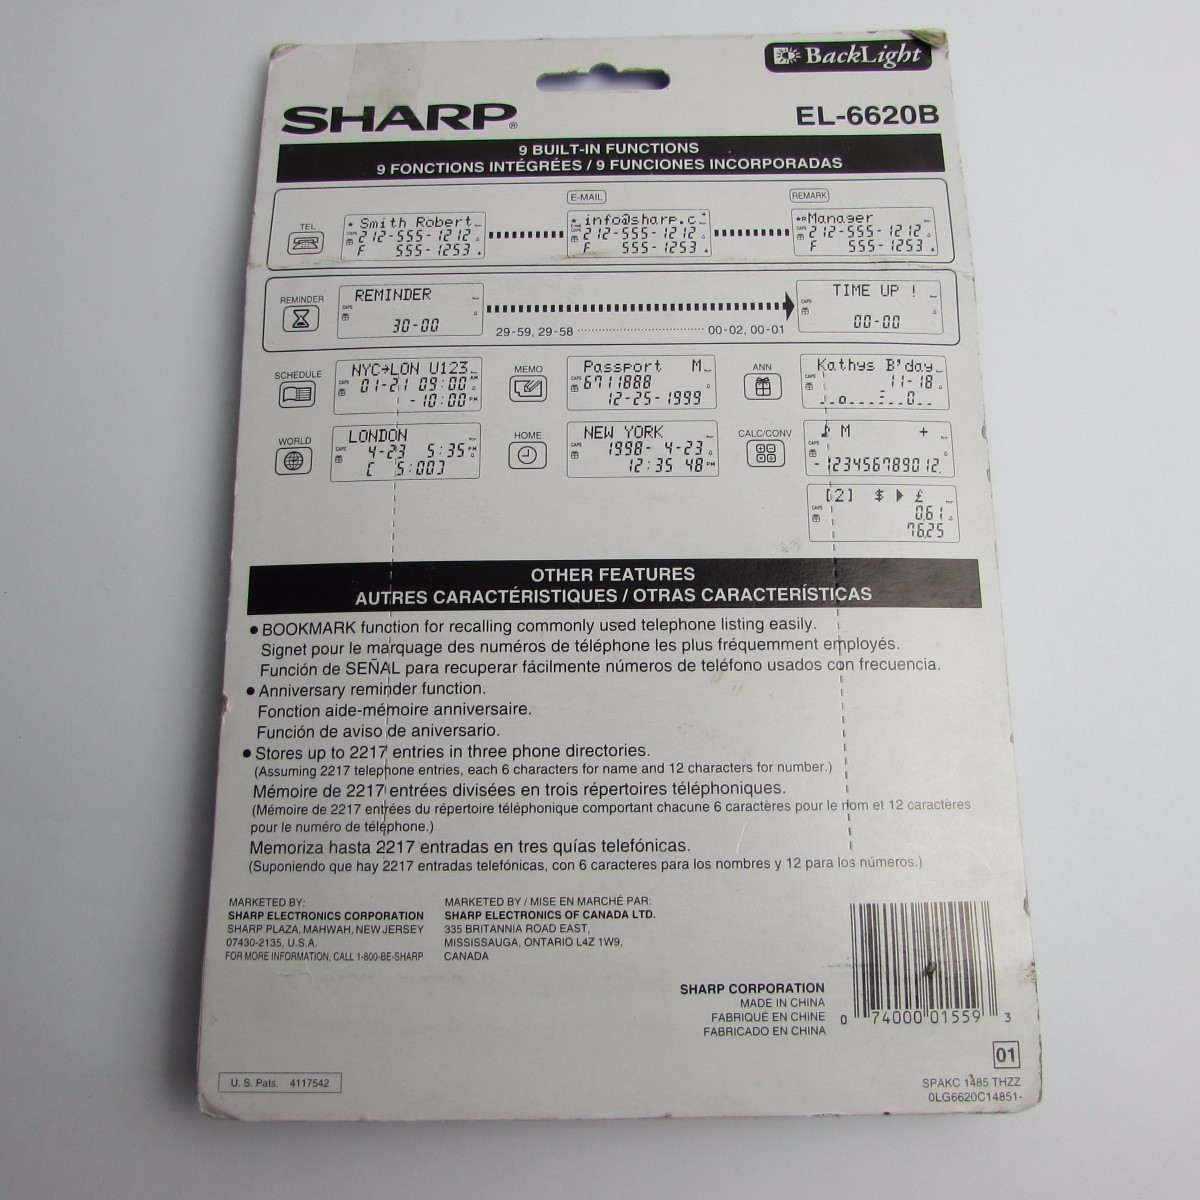 BackLight
SHARP®
EL-6620B
9 BUILT-IN FUNCTIONS
9 FONCTIONS INTÉGRÉES / 9 FUNCIONES INCORPORADAS
E-MAIL
REMARK
TEL
Smith Robert
212-555-1212
F 555-1253
info@sharp.c
212-555-1212
F 555-1253
Manager
212-555-1212
F 555-1253
REMINDER
REMINDER
30-00
29-59, 29-58 ································ 00-02, 00-01
TIME UP !
00-00
SCHEDULE
NYC→LON U123
01-21 09:00 AM
-10:00 PM
MEMO
Passport M
6711888
12-25-1999
ANN
Kathys B'day
11-18
WORLD
LONDON
4-23 5:35 PM
[ 5:00]
HOME
NEW YORK
1998- 4-23
12:35 48 PM
CALC/CONV
♪ M +
-123456789012.
[2] $ ▶ £
0.61
76.25
OTHER FEATURES
AUTRES CARACTÉRISTIQUES / OTRAS CARACTERÍSTICAS
● BOOKMARK function for recalling commonly used telephone listing easily.
Signet pour le marquage des numéros de téléphone les plus fréquemment employés.
Función de SEÑAL para recuperar fácilmente números de teléfono usados con frecuencia.
● Anniversary reminder function.
Fonction aide-mémoire anniversaire.
Función de aviso de aniversario.
● Stores up to 2217 entries in three phone directories.
(Assuming 2217 telephone entries, each 6 characters for name and 12 characters for number.)
Mémoire de 2217 entrées divisées en trois répertoires téléphoniques.
(Mémoire de 2217 entrées du répertoire téléphonique comportant chacune 6 caractères pour le nom et 12 caractères
pour le numéro de téléphone.)
Memoriza hasta 2217 entradas en tres quías telefónicas.
(Suponiendo que hay 2217 entradas telefónicas, con 6 caracteres para los nombres y 12 para los números.)
MARKETED BY:
SHARP ELECTRONICS CORPORATION
SHARP PLAZA, MAHWAH, NEW JERSEY
07430-2135, U.S.A.
FOR MORE INFORMATION, CALL 1-800-BE-SHARP
MARKETED BY / MISE EN MARCHÉ PAR:
SHARP ELECTRONICS OF CANADA LTD.
335 BRITANNIA ROAD EAST,
MISSISSAUGA, ONTARIO L4Z 1W9,
CANADA
SHARP CORPORATION
MADE IN CHINA
FABRIQUÉ EN CHINE
FABRICADO EN CHINA
0 74000 01559 3
01
U. S. Pats. 4117542
SPAKC 1485 THZZ
0LG6620C14851-